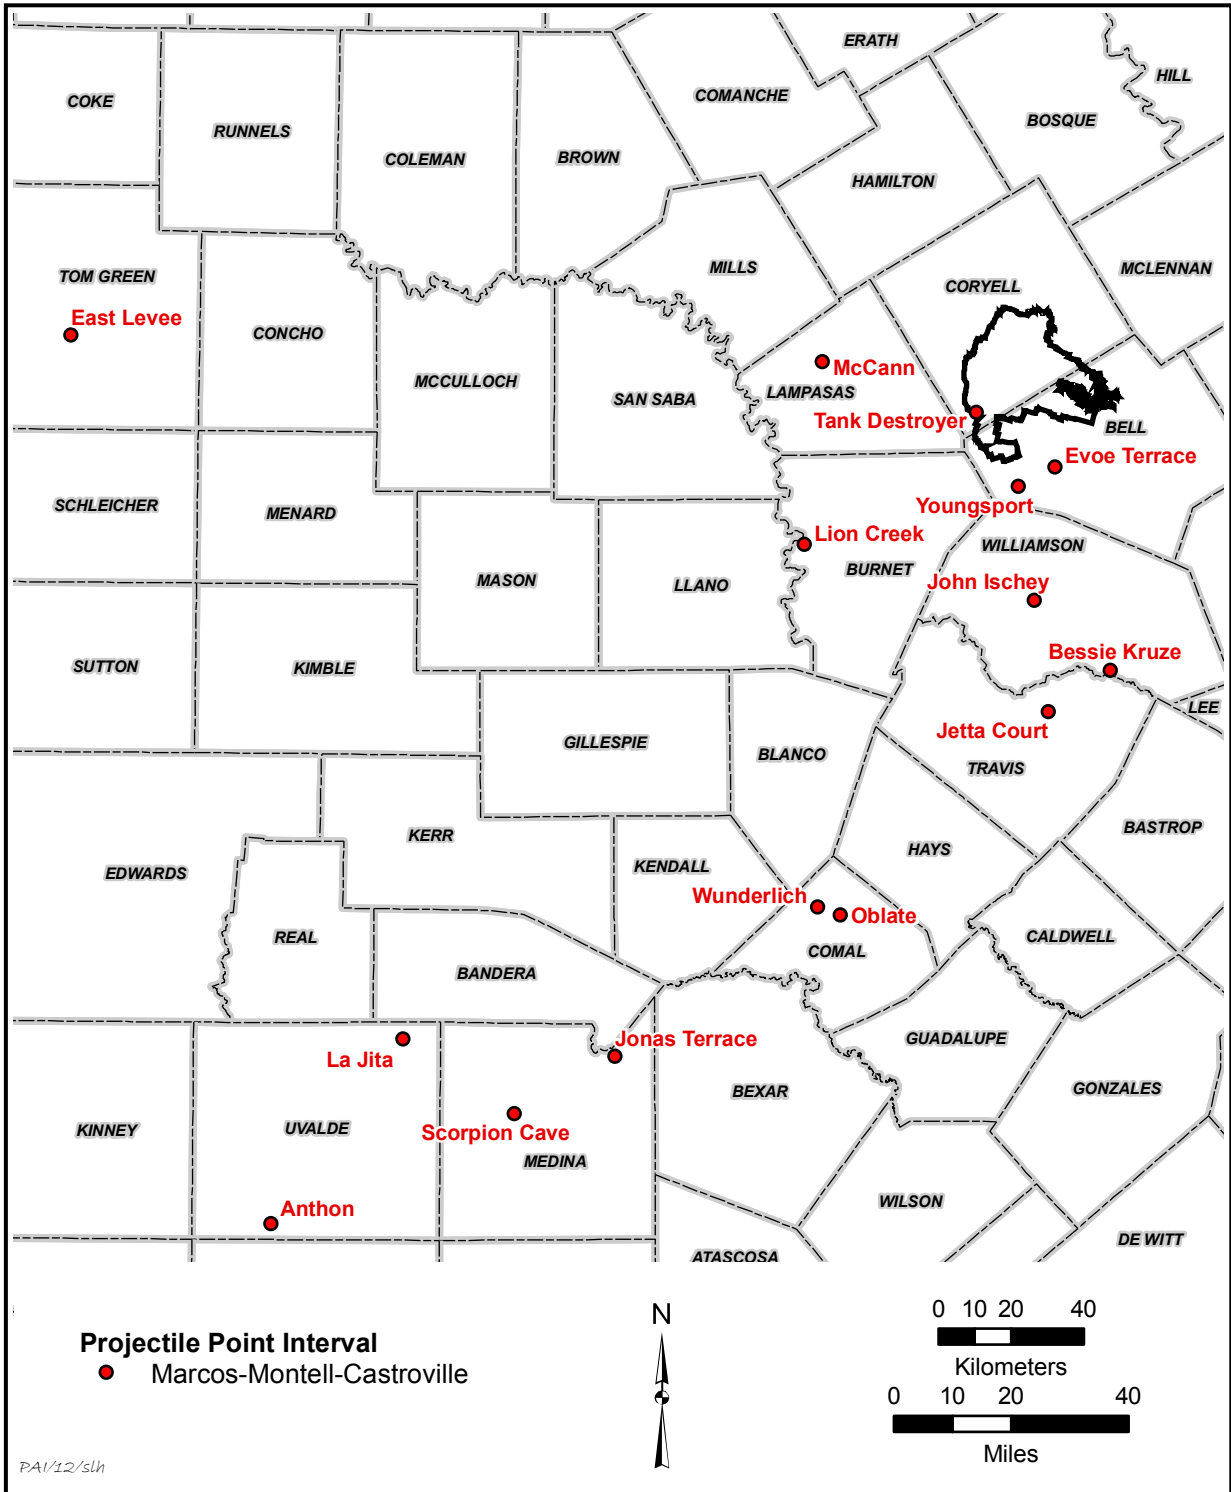 ERATH
HILL
COKE
COMANCHE
BOSQUE
RUNNELS
COLEMAN
BROWN
HAMILTON
TOM GREEN
MILLS
MCLENNAN
CORYELL
East Levee
CONCHO
McCann
MCCULLOCH
SAN SABA
LAMPASAS
Tank Destroyer
BELL
Evoe Terrace
SCHLEICHER
MENARD
Youngsport
Lion Creek
WILLIAMSON
BURNET
MASON
LLANO
John Ischey
SUTTON
KIMBLE
Bessie Kruze
LEE
Jetta Court
GILLESPIE
BLANCO
TRAVIS
BASTROP
KERR
HAYS
EDWARDS
KENDALL
Wunderlich
Oblate
REAL
CALDWELL
COMAL
BANDERA
La Jita
Jonas Terrace
GUADALUPE
BEXAR
GONZALES
KINNEY
UVALDE
Scorpion Cave
MEDINA
Anthon
WILSON
DE WITT
ATASCOSA
N
Projectile Point Interval
Marcos-Montell-Castroville
0 10 20 40
Kilometers
0 10 20 40
Miles
PAI/12/slh